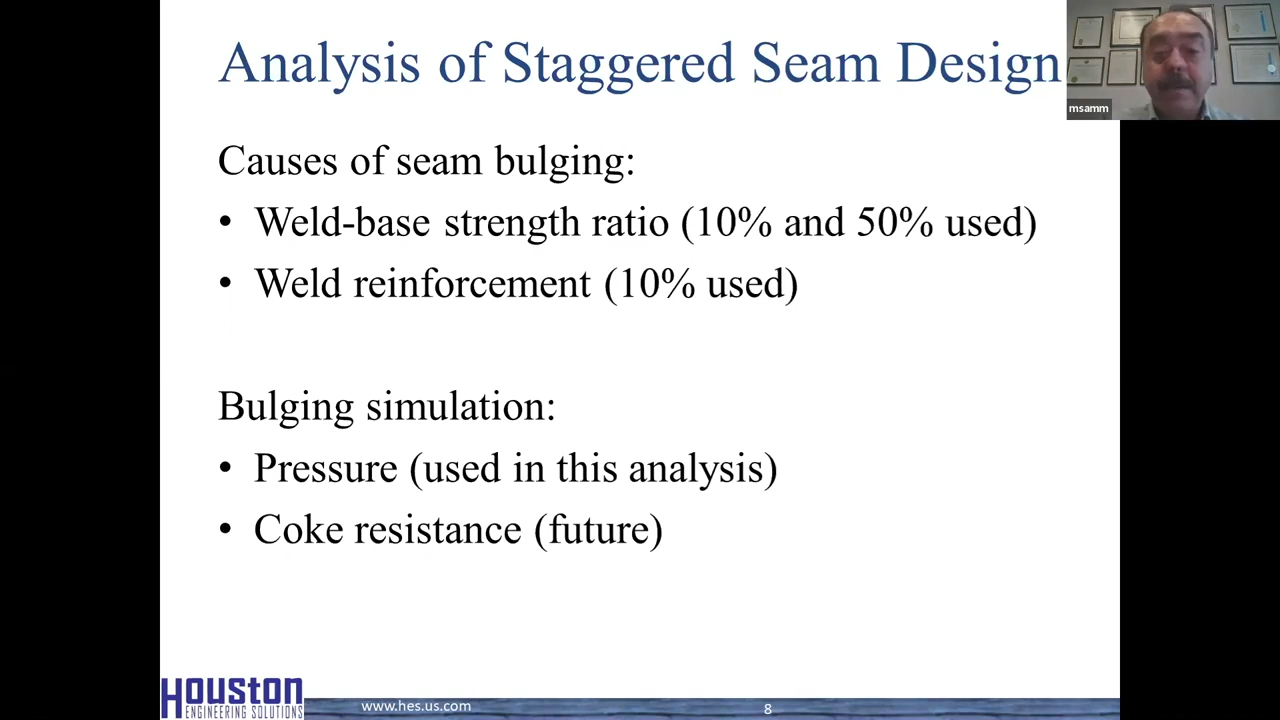 Analysis of Staggered Seam Design
msamm
Causes of seam bulging:
• Weld-base strength ratio (10% and 50% used)
• Weld reinforcement (10% used)
Bulging simulation:
• Pressure (used in this analysis)
• Coke resistance (future)
HOUSTON
ENGINEERING SOLUTIONS
www.hes.us.com
8